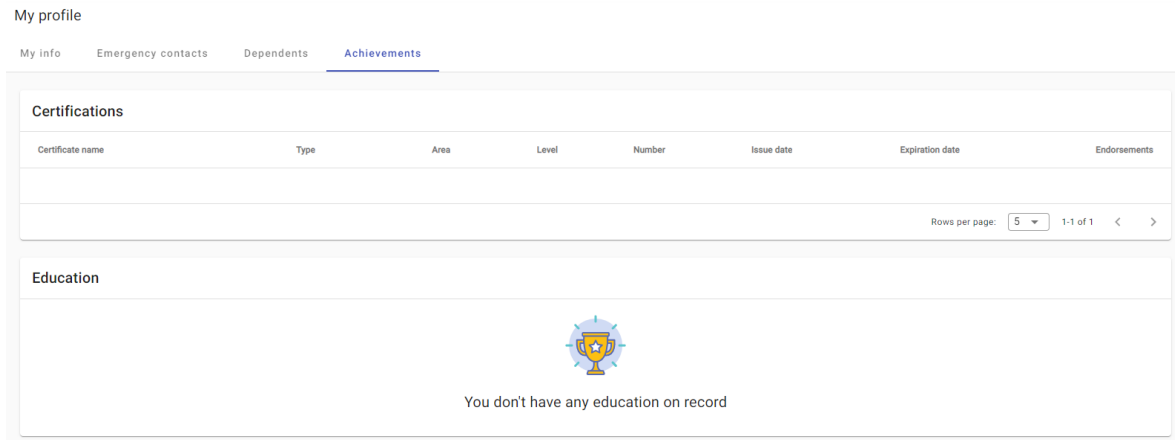 My profile
My info Emergency contacts Dependents Achievements
Certifications
Certificate name Type Area Level Number Issue date Expiration date Endorsements
Rows per page: 5 1-1 of 1
Education
You don't have any education on record